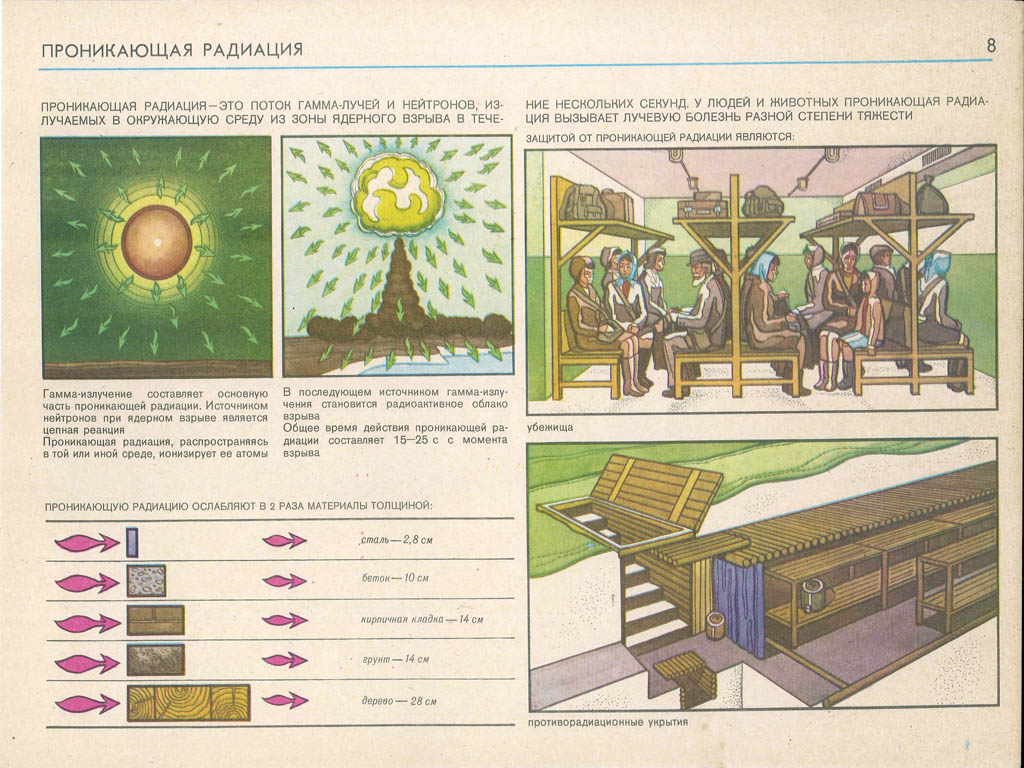 ПРОНИКАЮЩАЯ РАДИАЦИЯ
8
ПРОНИКАЮЩАЯ РАДИАЦИЯ—ЭТО ПОТОК ГАММА-ЛУЧЕЙ И НЕЙТРОНОВ, ИЗ-
ЛУЧАЕМЫХ В ОКРУЖАЮЩУЮ СРЕДУ ИЗ ЗОНЫ ЯДЕРНОГО ВЗРЫВА В ТЕЧЕ-
НИЕ НЕСКОЛЬКИХ СЕКУНД. У ЛЮДЕЙ И ЖИВОТНЫХ ПРОНИКАЮЩАЯ РАДИА-
ЦИЯ ВЫЗЫВАЕТ ЛУЧЕВУЮ БОЛЕЗНЬ РАЗНОЙ СТЕПЕНИ ТЯЖЕСТИ
Гамма-излучение составляет основную
часть проникающей радиации. Источником
нейтронов при ядерном взрыве является
цепная реакция
Проникающая радиация, распространяясь
в той или иной среде, ионизирует ее атомы
В последующем источником гамма-излу-
чения становится радиоактивное облако
взрыва
Общее время действия проникающей ра-
диации составляет 15—25 с с момента
взрыва
ПРОНИКАЮЩУЮ РАДИАЦИЮ ОСЛАБЛЯЮТ В 2 РАЗА МАТЕРИАЛЫ ТОЛЩИНОЙ:
сталь—2,8 см
бетон—10 см
кирпичная кладка—14 см
грунт—14 см
дерево—28 см
ЗАЩИТОЙ ОТ ПРОНИКАЮЩЕЙ РАДИАЦИИ ЯВЛЯЮТСЯ:
убежища
противорадиационные укрытия